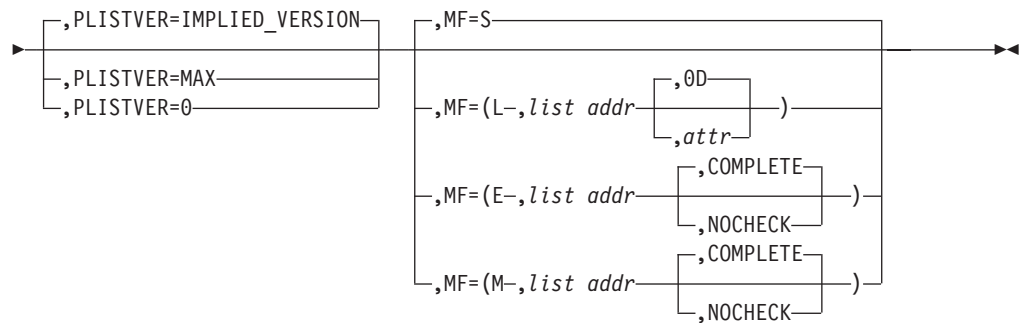 ,PLISTVER=IMPLIED_VERSION ,MF=S
,PLISTVER=MAX ,0D
,PLISTVER=0 ,MF=(L ,list addr )
,attr
,COMPLETE
,MF=(E ,list addr )
,NOCHECK
,COMPLETE
,MF=(M ,list addr )
,NOCHECK